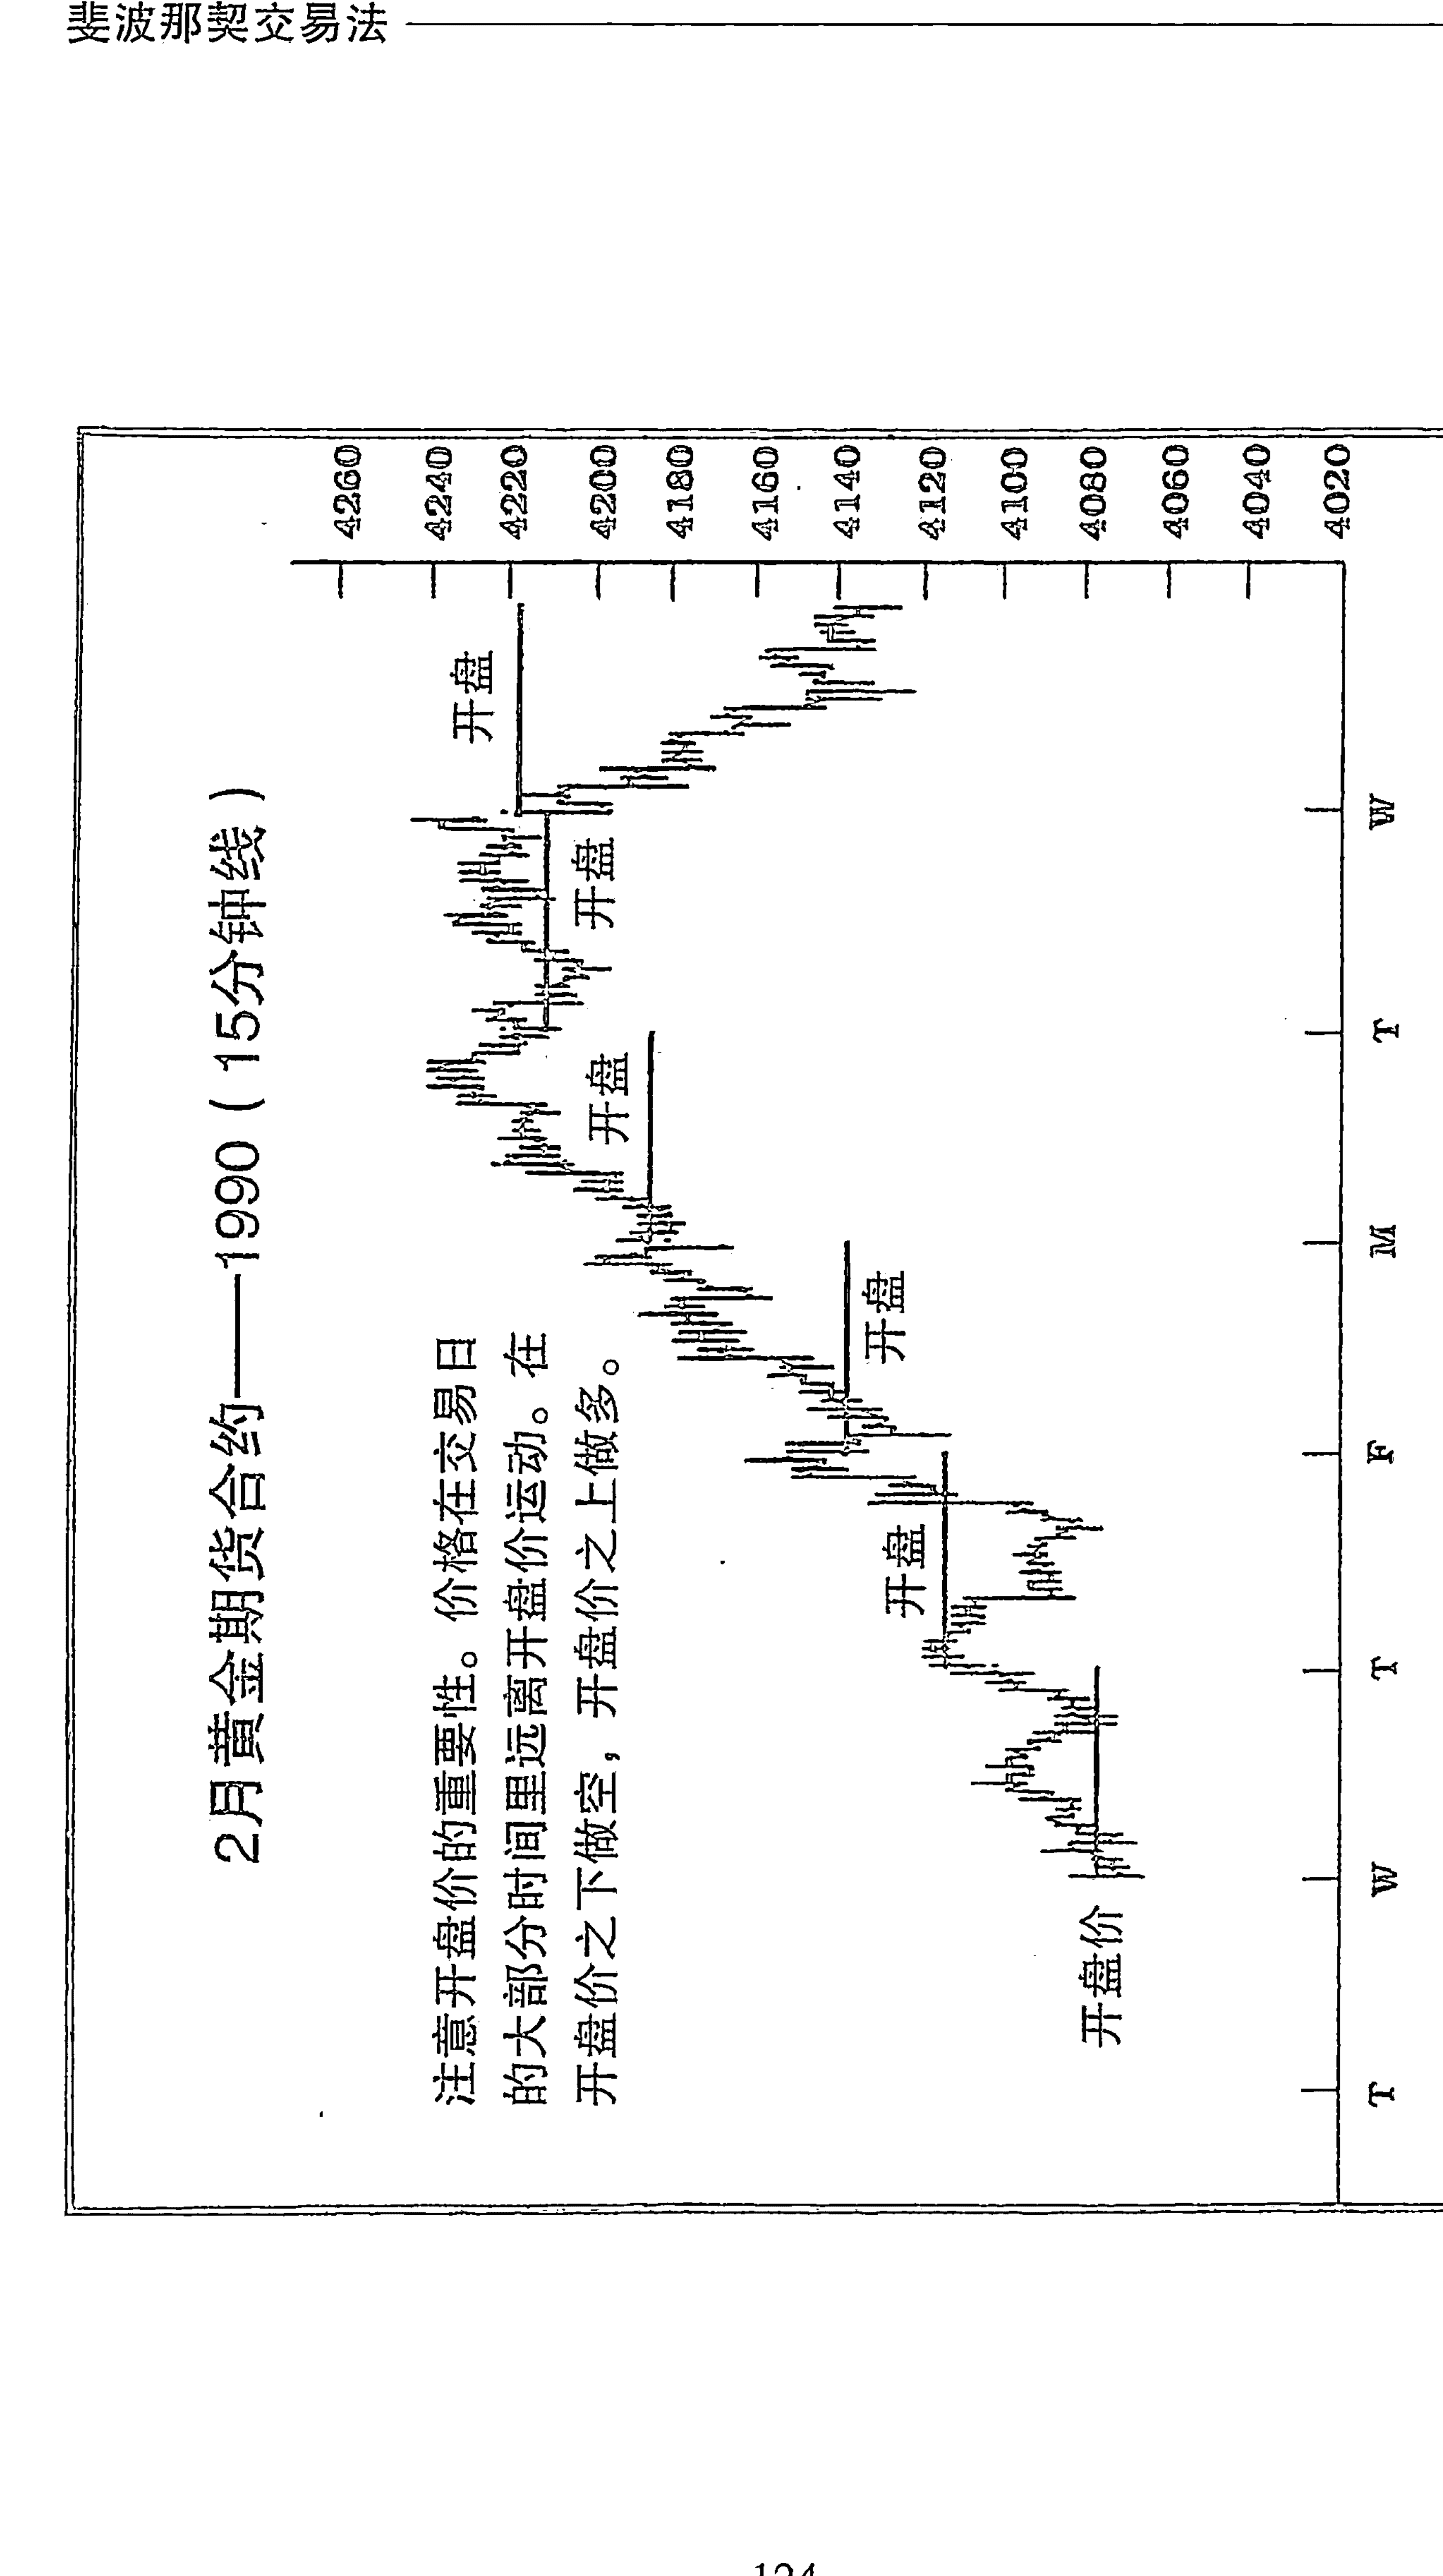 斐波那契交易法
2月黄金期货合约——1990（15分钟线）
注意开盘价的重要性。价格在交易日
的大部分时间里远离开盘价运动。在
开盘价之下做空，开盘价之上做多。
4260
4240
4220
4200
4180
4160
4140
4120
4100
4080
4060
4040
4020
开盘价
开盘
开盘
开盘
开盘
开盘
T
W
T
F
M
T
W
124